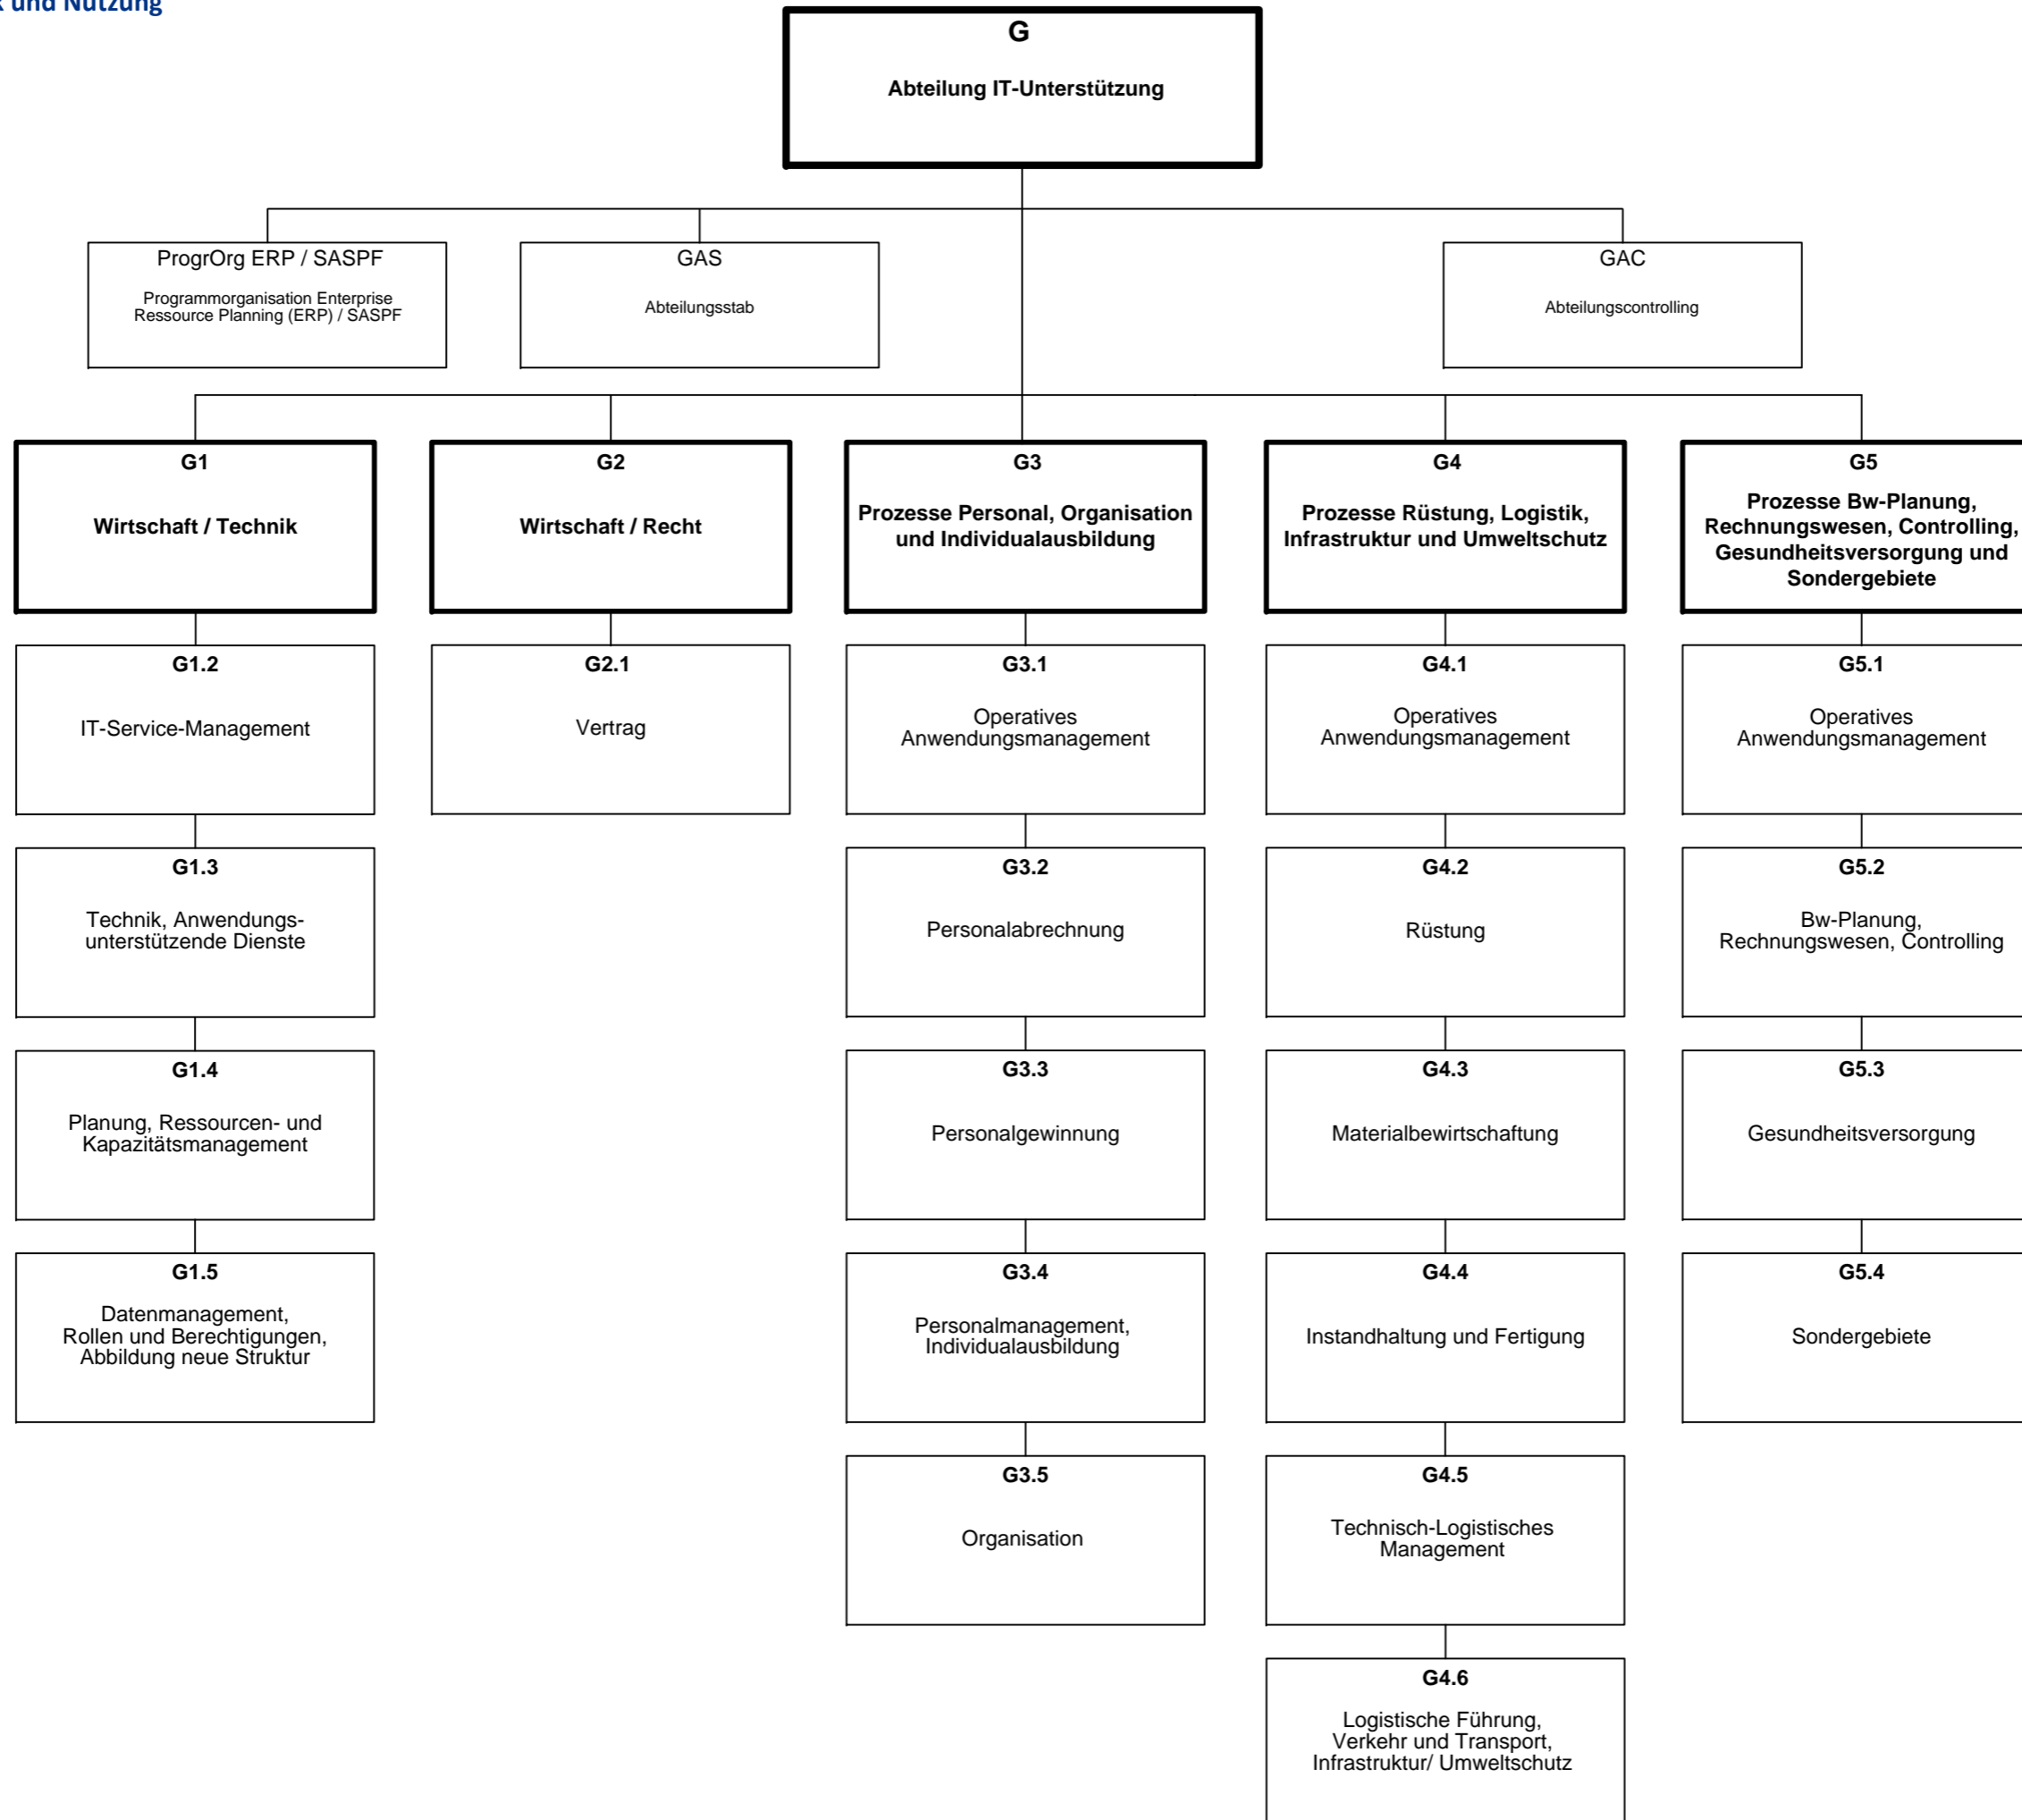 und Nutzung
G
Abteilung IT-Unterstützung
ProgrOrg ERP / SASPF
Programmorganisation Enterprise
Ressource Planning (ERP) / SASPF
GAS
Abteilungsstab
GAC
Abteilungscontrolling
G1
Wirtschaft / Technik
G2
Wirtschaft / Recht
G3
Prozesse Personal, Organisation
und Individualausbildung
G4
Prozesse Rüstung, Logistik,
Infrastruktur und Umweltschutz
G5
Prozesse Bw-Planung,
Rechnungswesen, Controlling,
Gesundheitsversorgung und
Sondergebiete
G1.2
IT-Service-Management
G2.1
Vertrag
G3.1
Operatives
Anwendungsmanagement
G4.1
Operatives
Anwendungsmanagement
G5.1
Operatives
Anwendungsmanagement
G1.3
Technik, Anwendungs-
unterstützende Dienste
G3.2
Personalabrechnung
G4.2
Rüstung
G5.2
Bw-Planung,
Rechnungswesen, Controlling
G1.4
Planung, Ressourcen- und
Kapazitätsmanagement
G3.3
Personalgewinnung
G4.3
Materialbewirtschaftung
G5.3
Gesundheitsversorgung
G1.5
Datenmanagement,
Rollen und Berechtigungen,
Abbildung neue Struktur
G3.4
Personalmanagement,
Individualausbildung
G4.4
Instandhaltung und Fertigung
G5.4
Sondergebiete
G3.5
Organisation
G4.5
Technisch-Logistisches
Management
G4.6
Logistische Führung,
Verkehr und Transport,
Infrastruktur/ Umweltschutz